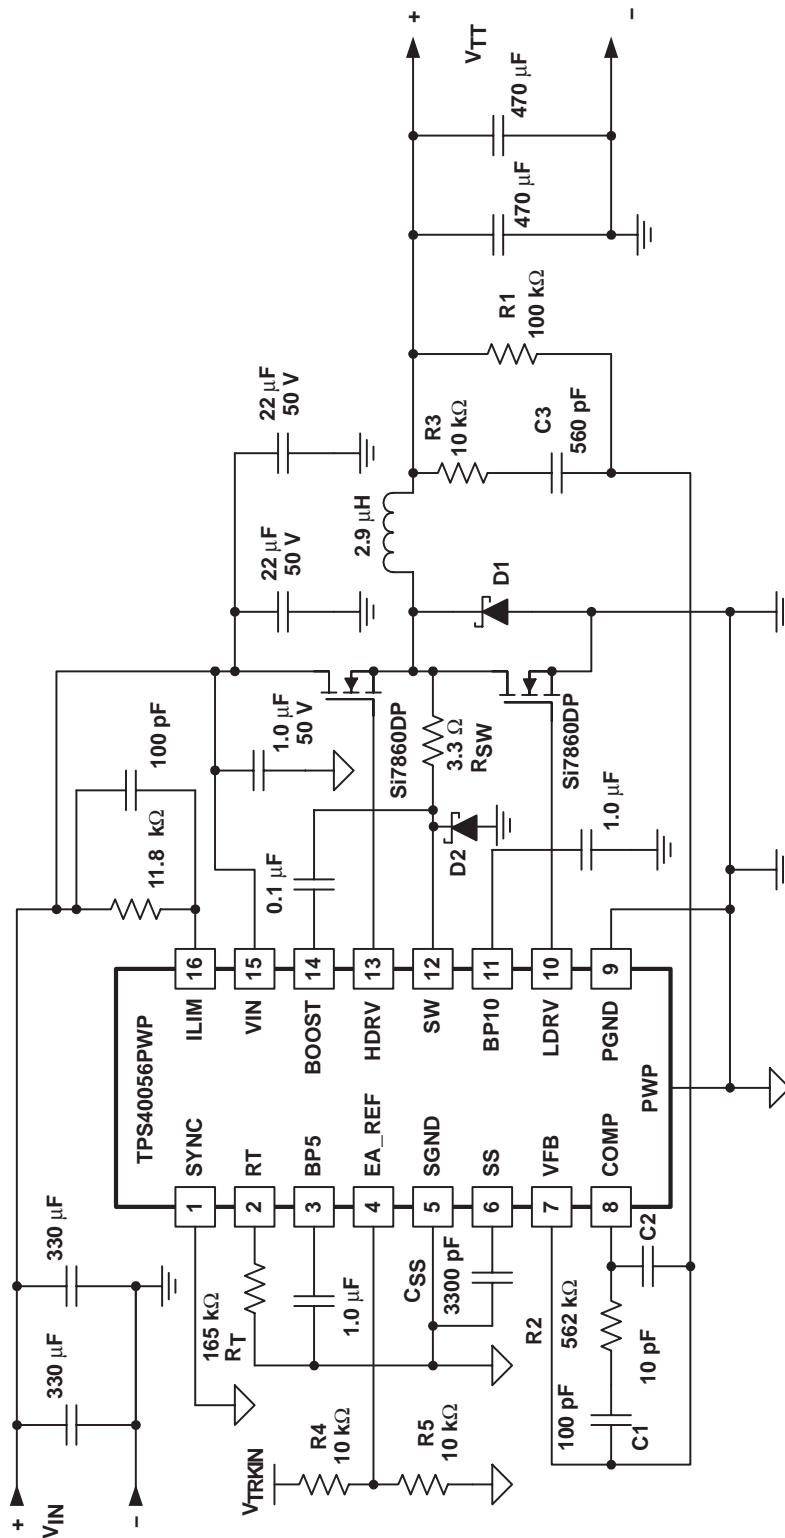 +
VIN
−
330 µF
330 µF
11.8 kΩ
100 pF
22 µF
50 V
22 µF
50 V
1.0 µF
50 V
470 µF
470 µF
+
VTT
−
TPS40056PWP
1
SYNC
2
RT
3
BP5
4
EA_REF
5
SGND
6
SS
7
VFB
8
COMP
16
ILIM
15
VIN
14
BOOST
13
HDRV
12
SW
11
BP10
10
LDRV
9
PGND
PWP
165 kΩ
RT
1.0 µF
VTRKIN
R4
10 kΩ
R5
10 kΩ
CSS
3300 pF
R2
562 kΩ
100 pF
C1
10 pF
C2
0.1 µF
Si7860DP
3.3 Ω
RSW
D2
Si7860DP
1.0 µF
D1
2.9 µH
R3
10 kΩ
C3
560 pF
R1
100 kΩ